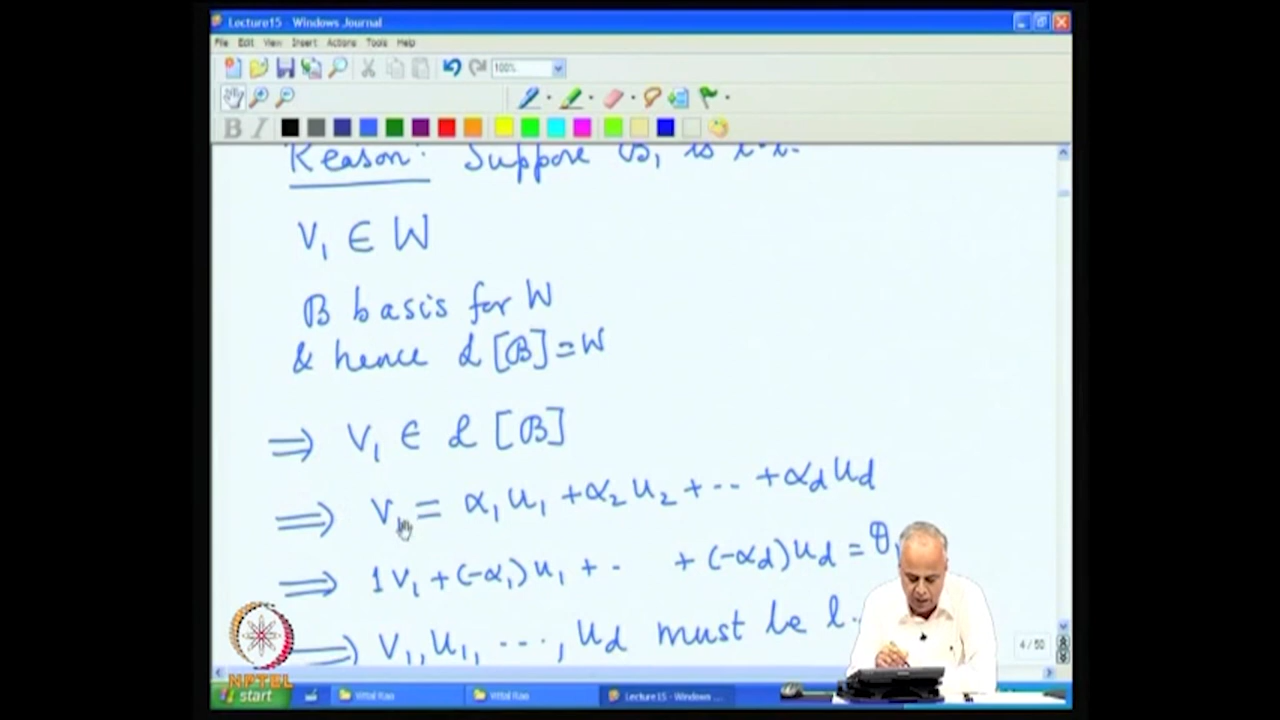 Lecture15 - Windows Journal
File Edit View Insert Actions Tools Help
100%
B I
Reason: Suppose B₁ is l.i.
V₁ ∈ W
B basis for W
& hence L[B] = W
⇒ V₁ ∈ L[B]
⇒ V₁ = α₁u₁ + α₂u₂ + ··· + α_d u_d
⇒ 1V₁ + (-α₁)u₁ + ·· + (-α_d)u_d = θ
⇒ V₁, u₁, ···, u_d must be l.
4 / 50
NPTEL
start Vittal Rao Vittal Rao Lecture15 - Windows ...